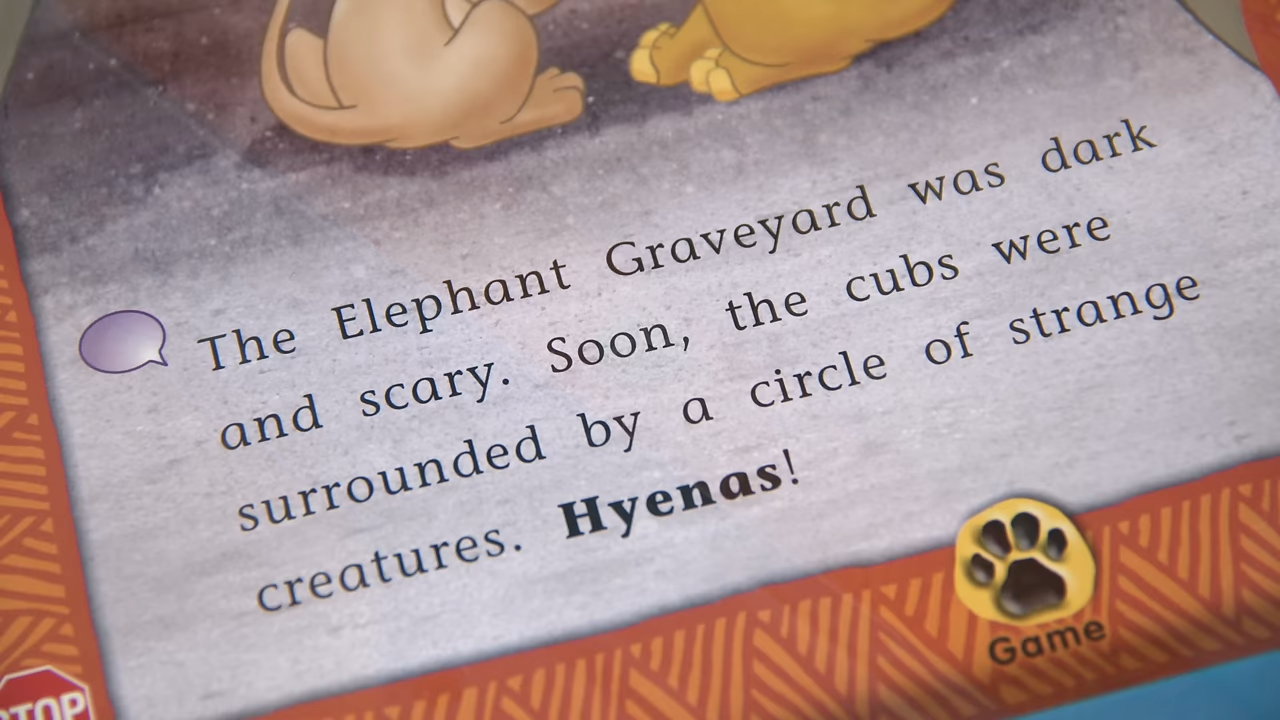 The Elephant Graveyard was dark
and scary. Soon, the cubs were
surrounded by a circle of strange
creatures. Hyenas!
Game
STOP